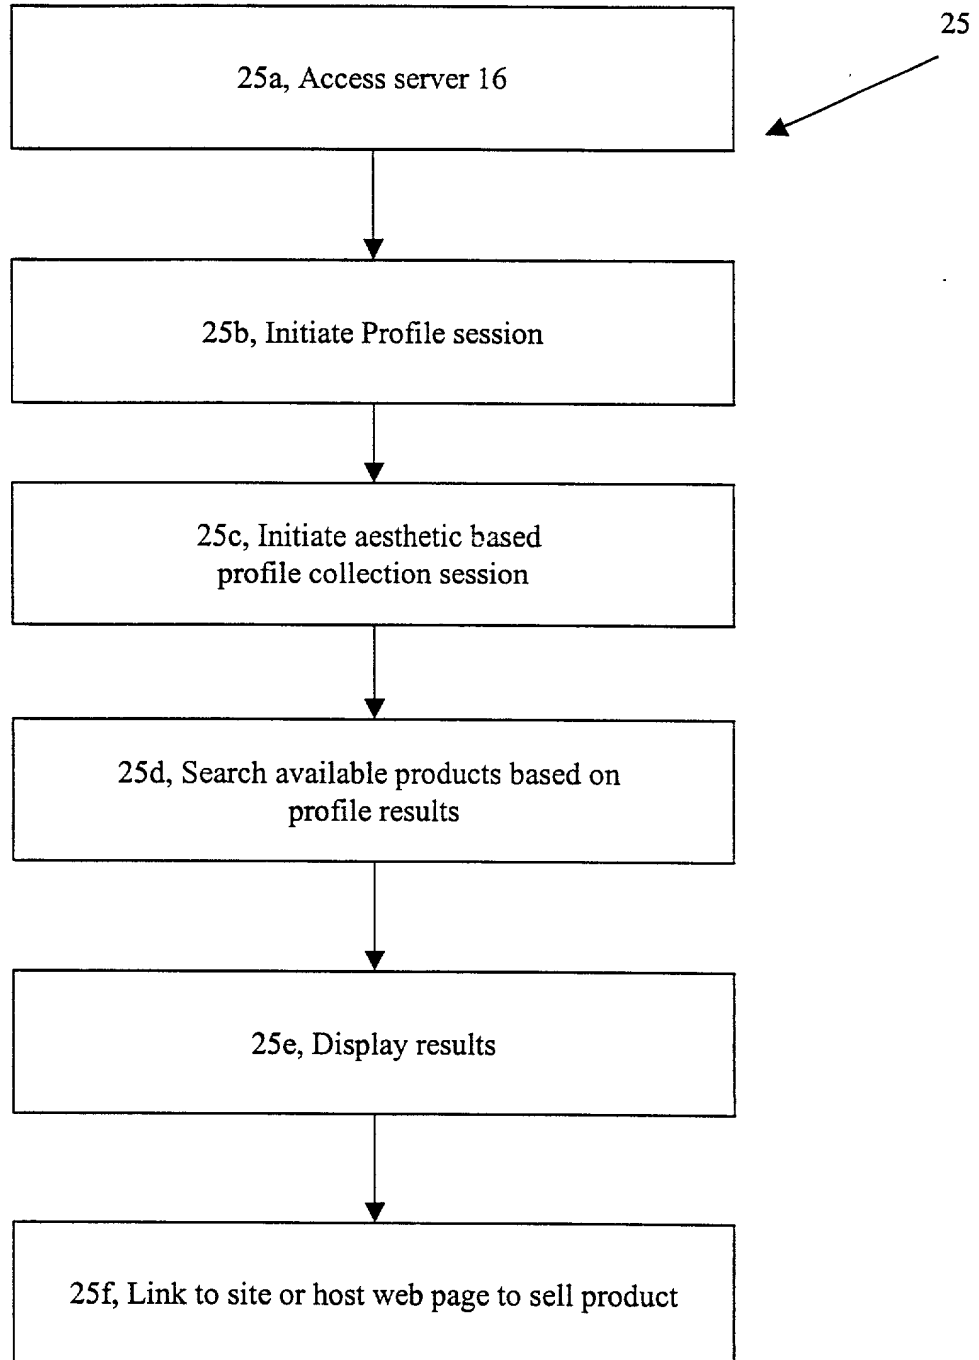 25
25a, Access server 16
25b, Initiate Profile session
25c, Initiate aesthetic based
profile collection session
25d, Search available products based on
profile results
25e, Display results
25f, Link to site or host web page to sell product